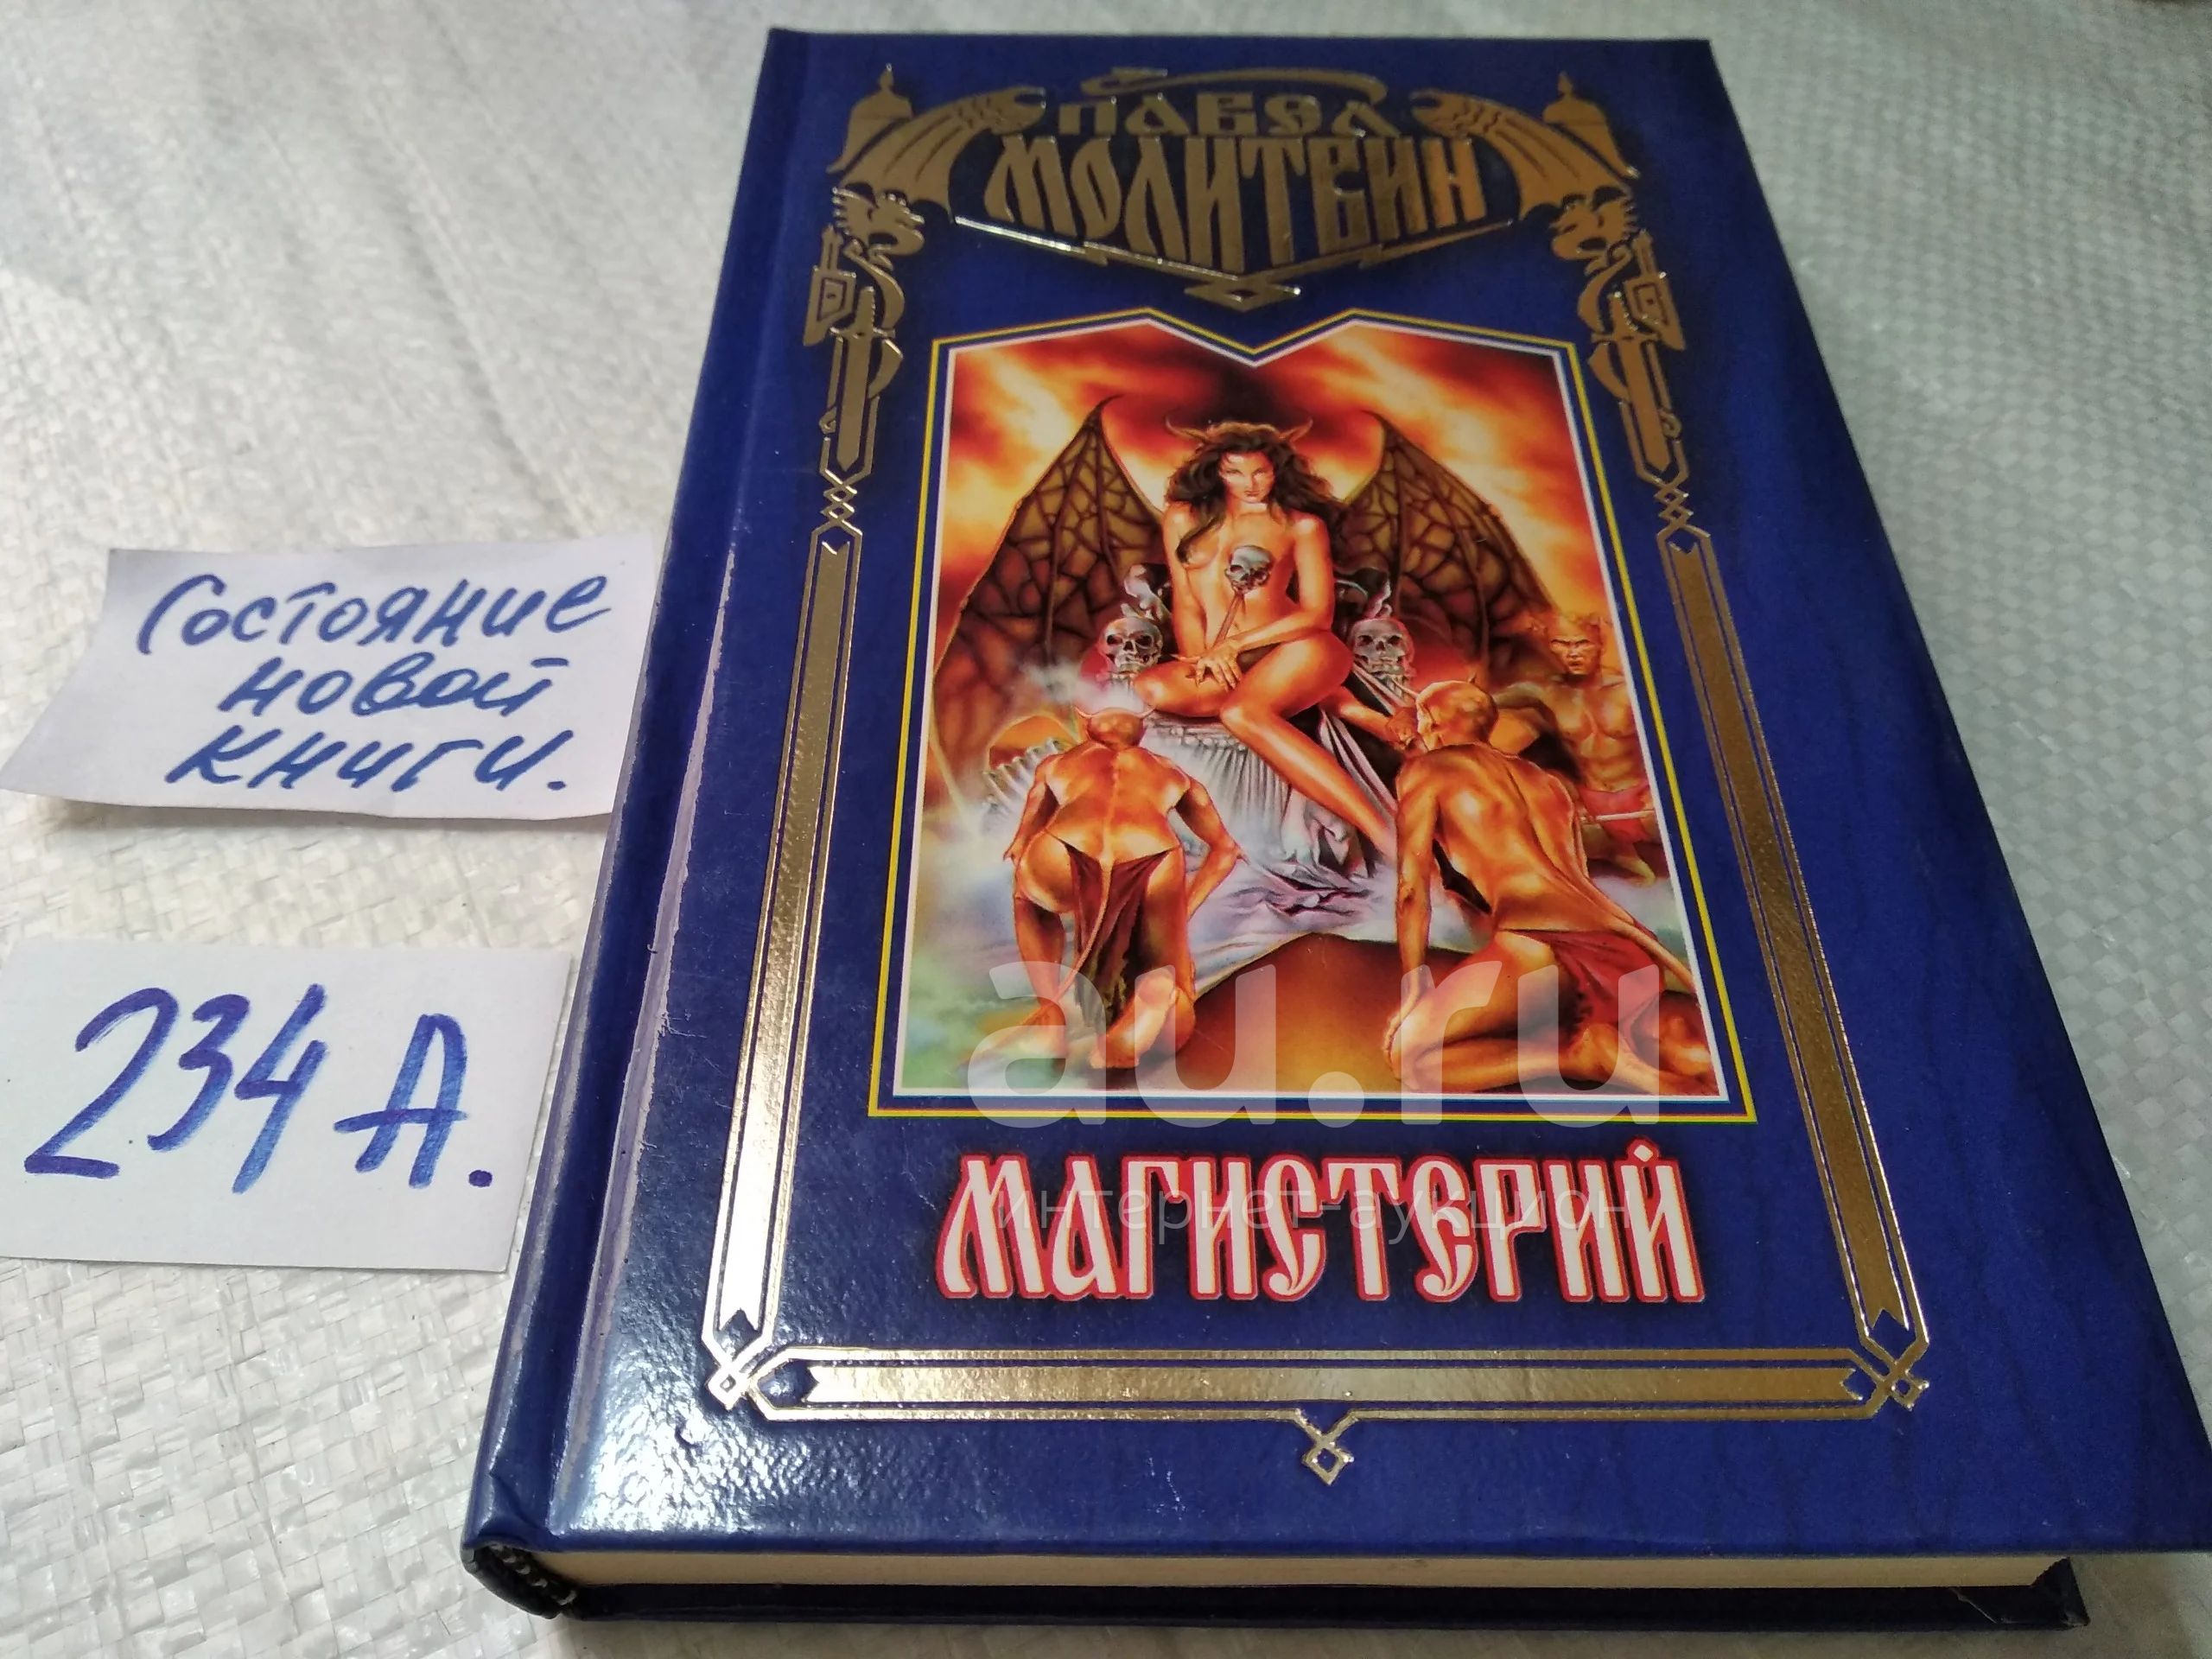 ПАВЕЛ
МОЛИТВИН
Состояние
новой
книги.
234 А.
au.ru
интернет-аукцион
МАГИСТЕРИЙ